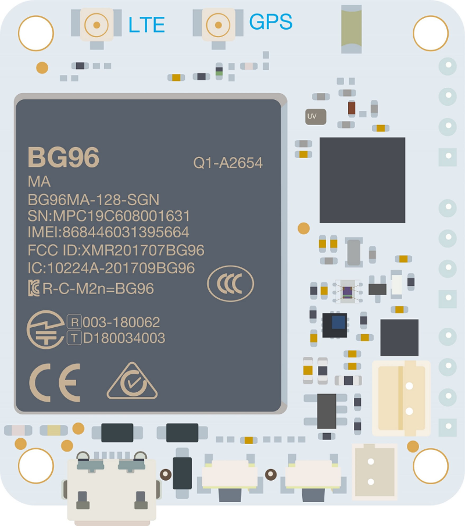 LTE
GPS
UV
BG96
Q1-A2654
MA
BG96MA-128-SGN
SN:MPC19C608001631
IMEI:868446031395664
FCC ID:XMR201707BG96
IC:10224A-201709BG96
R-C-M2n=BG96
R 003-180062
T D180034003
CE